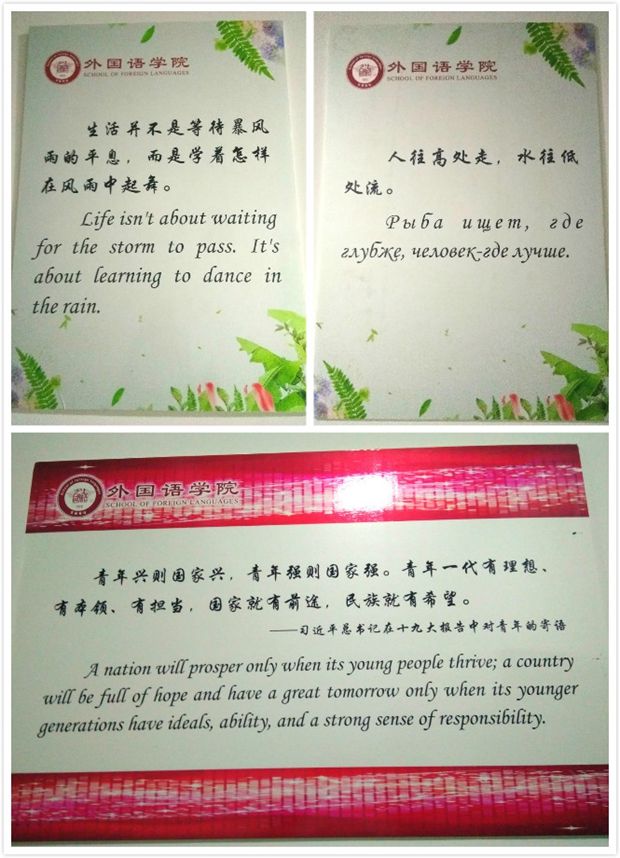 外国语学院
SCHOOL OF FOREIGN LANGUAGES
生活并不是等待暴风
雨的平息，而是学着怎样
在风雨中起舞。
Life isn't about waiting
for the storm to pass. It's
about learning to dance in
the rain.
外国语学院
SCHOOL OF FOREIGN LANGUAGES
人往高处走，水往低
处流。
Рыба ищет, где
глубже, человек-где лучше.
外国语学院
SCHOOL OF FOREIGN LANGUAGES
青年兴则国家兴，青年强则国家强。青年一代有理想、
有本领、有担当，国家就有前途，民族就有希望。
——习近平总书记在十九大报告中对青年的寄语
A nation will prosper only when its young people thrive; a country
will be full of hope and have a great tomorrow only when its younger
generations have ideals, ability, and a strong sense of responsibility.